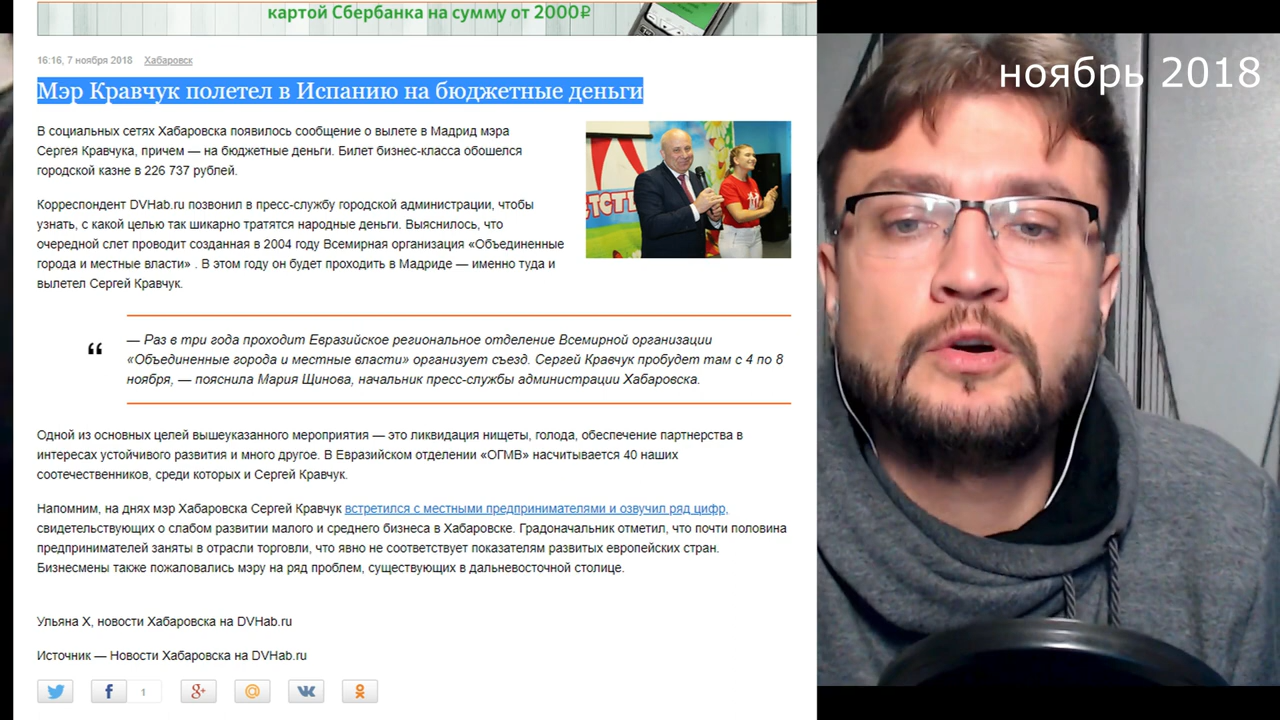 картой Сбербанка на сумму от 2000₽
16:16, 7 ноября 2018 Хабаровск
ноябрь 2018
Мэр Кравчук полетел в Испанию на бюджетные деньги
В социальных сетях Хабаровска появилось сообщение о вылете в Мадрид мэра
Сергея Кравчука, причем — на бюджетные деньги. Билет бизнес-класса обошелся
городской казне в 226 737 рублей.
Корреспондент DVHab.ru позвонил в пресс-службу городской администрации, чтобы
узнать, с какой целью так шикарно тратятся народные деньги. Выяснилось, что
очередной слет проводит созданная в 2004 году Всемирная организация «Объединенные
города и местные власти» . В этом году он будет проходить в Мадриде — именно туда и
вылетел Сергей Кравчук.
“
— Раз в три года проходит Евразийское региональное отделение Всемирной организации
«Объединенные города и местные власти» организует съезд. Сергей Кравчук пробудет там с 4 по 8
ноября, — пояснила Мария Щинова, начальник пресс-службы администрации Хабаровска.
Одной из основных целей вышеуказанного мероприятия — это ликвидация нищеты, голода, обеспечение партнерства в
интересах устойчивого развития и много другое. В Евразийском отделении «ОГМВ» насчитывается 40 наших
соотечественников, среди которых и Сергей Кравчук.
Напомним, на днях мэр Хабаровска Сергей Кравчук встретился с местными предпринимателями и озвучил ряд цифр,
свидетельствующих о слабом развитии малого и среднего бизнеса в Хабаровске. Градоначальник отметил, что почти половина
предпринимателей заняты в отрасли торговли, что явно не соответствует показателям развитых европейских стран.
Бизнесмены также пожаловались мэру на ряд проблем, существующих в дальневосточной столице.
Ульяна Х, новости Хабаровска на DVHab.ru
Источник — Новости Хабаровска на DVHab.ru
1